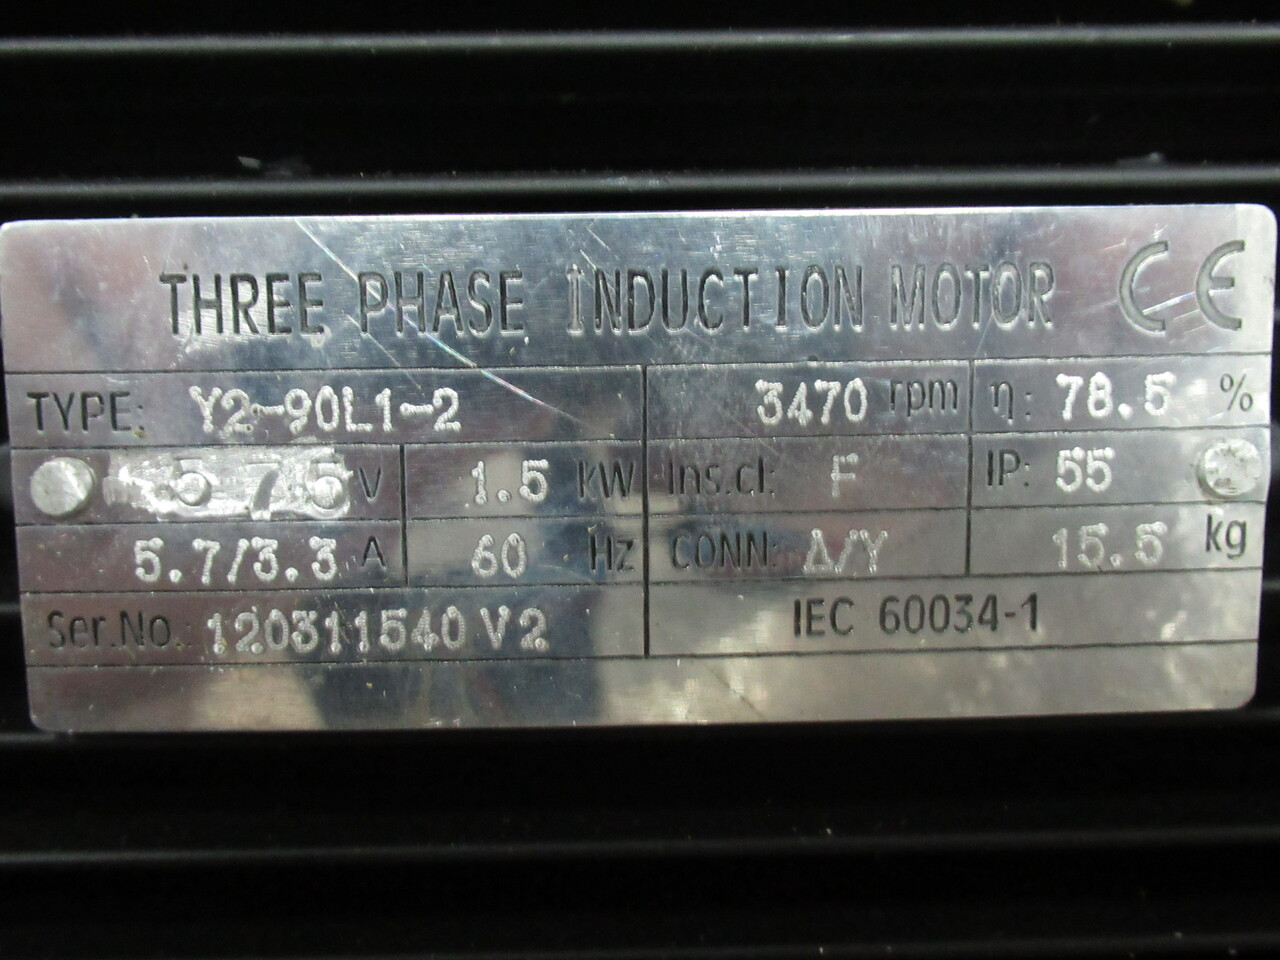 THREE PHASE INDUCTION MOTOR CE
TYPE: Y2-90L1-2 3470 rpm η: 78.5 %
575 V 1.5 KW Ins.cl: F IP: 55
5.7/3.3 A 60 Hz CONN: Δ/Y 15.5 kg
Ser.No.: 120311540 V2 IEC 60034-1